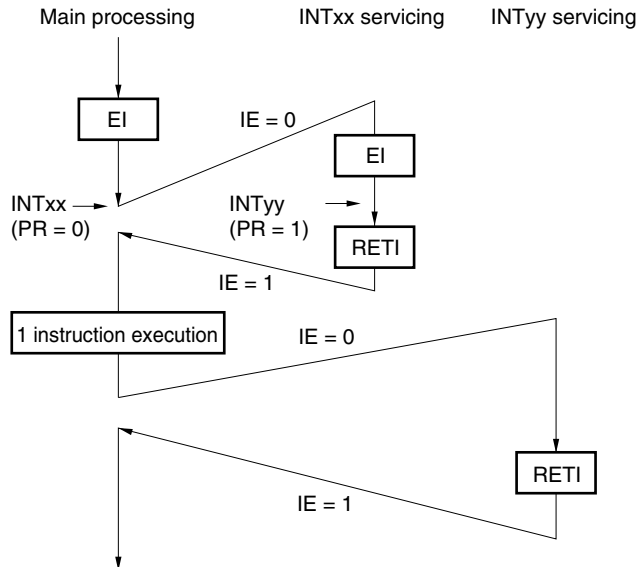 Main processing
INTxx servicing
INTyy servicing
EI
IE = 0
EI
INTxx
(PR = 0)
INTyy
(PR = 1)
RETI
IE = 1
1 instruction execution
IE = 0
RETI
IE = 1